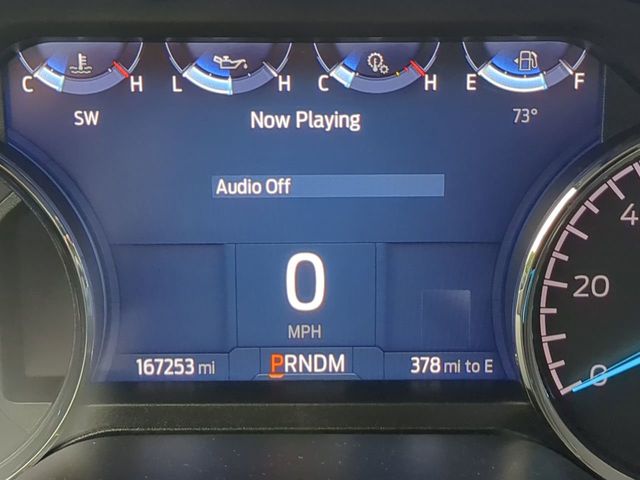 C H L H C H E F
SW Now Playing 73°
Audio Off
4
20
0
MPH
0
167253 mi PRNDM 378 mi to E